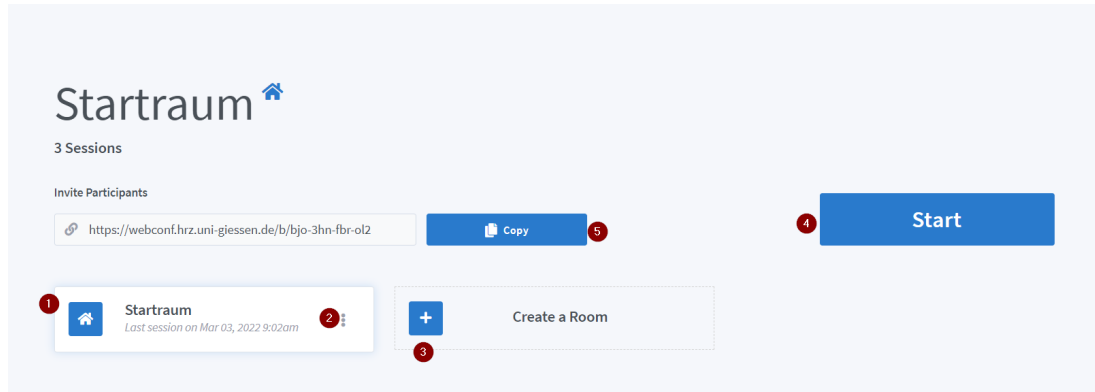 Startraum
3 Sessions
Invite Participants
https://webconf.hrz.uni-giessen.de/b/bjo-3hn-fbr-ol2
Copy
5
4
Start
1
Startraum
Last session on Mar 03, 2022 9:02am
2
Create a Room
3